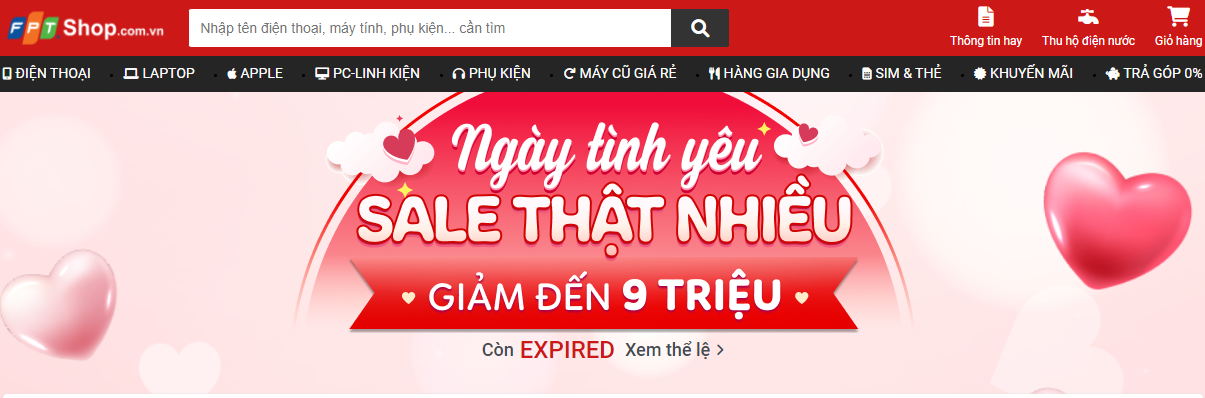 FPT Shop.com.vn
Nhập tên điện thoại, máy tính, phụ kiện... cần tìm
Thông tin hay
Thu hộ điện nước
Giỏ hàng
ĐIỆN THOẠI LAPTOP APPLE PC-LINH KIỆN PHỤ KIỆN MÁY CŨ GIÁ RẺ HÀNG GIA DỤNG SIM & THẺ KHUYẾN MÃI TRẢ GÓP 0%
Ngày tình yêu
SALE THẬT NHIỀU
GIẢM ĐẾN 9 TRIỆU
Còn EXPIRED Xem thể lệ